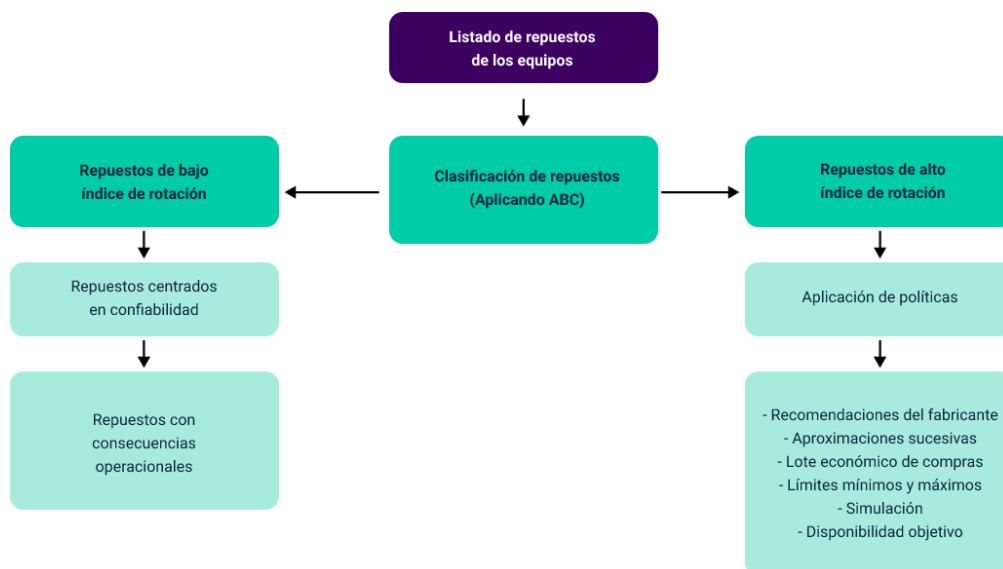 Listado de repuestos
de los equipos
Repuestos de bajo
índice de rotación
Clasificación de repuestos
(Aplicando ABC)
Repuestos de alto
índice de rotación
Repuestos centrados
en confiabilidad
Aplicación de políticas
Repuestos con
consecuencias
operacionales
- Recomendaciones del fabricante
- Aproximaciones sucesivas
- Lote económico de compras
- Límites mínimos y máximos
- Simulación
- Disponibilidad objetivo